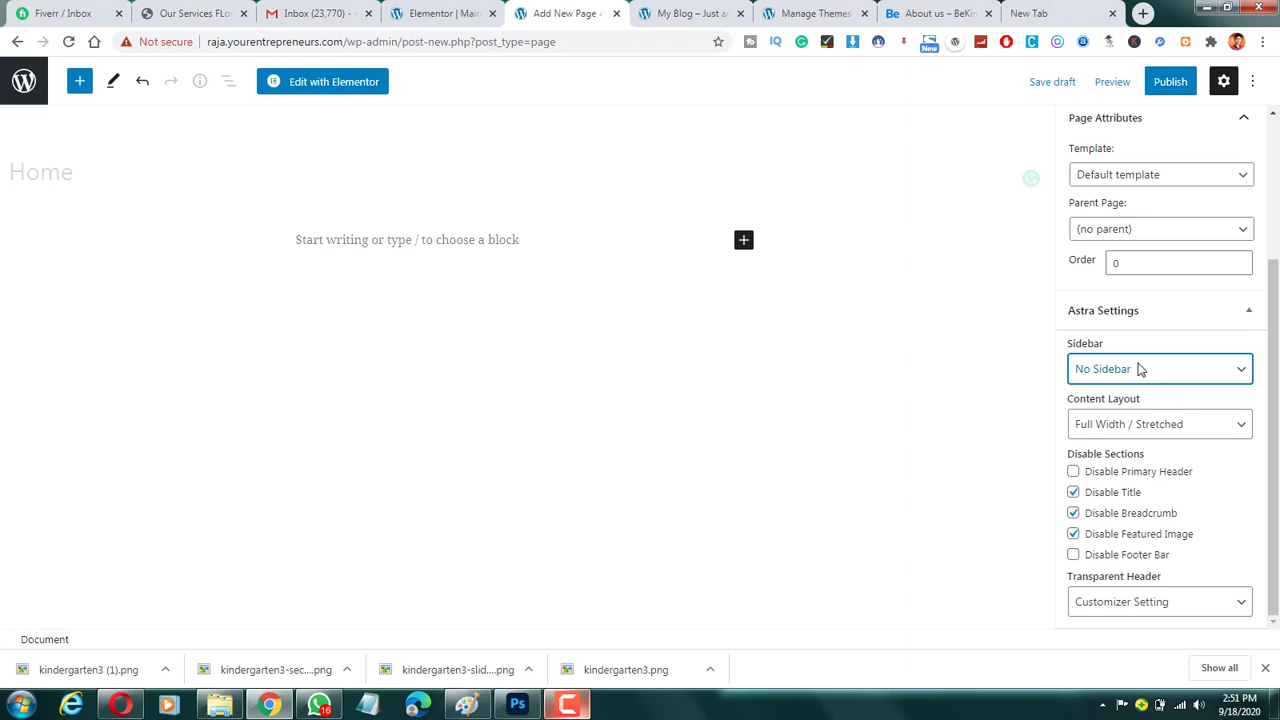 Fiverr / Inbox
Our Services FLo
Inbox (23,770) -
Elementor Main
Add New Page
My Blog – Just a
Manage Themes
About us – BeKin
New Tab
Not secure
raja.yourentrepreneurs.com/wp-admin/post-new.php?post_type=page
New
Edit with Elementor
Save draft
Preview
Publish
Page Attributes
Template:
Default template
Parent Page:
(no parent)
Order
0
Home
Start writing or type / to choose a block
Astra Settings
Sidebar
No Sidebar
Content Layout
Full Width / Stretched
Disable Sections
Disable Primary Header
Disable Title
Disable Breadcrumb
Disable Featured Image
Disable Footer Bar
Transparent Header
Customizer Setting
Document
kindergarten3 (1).png
kindergarten3-sec....png
kindergarten3-slid....png
kindergarten3.png
Show all
16
2:51 PM
9/18/2020